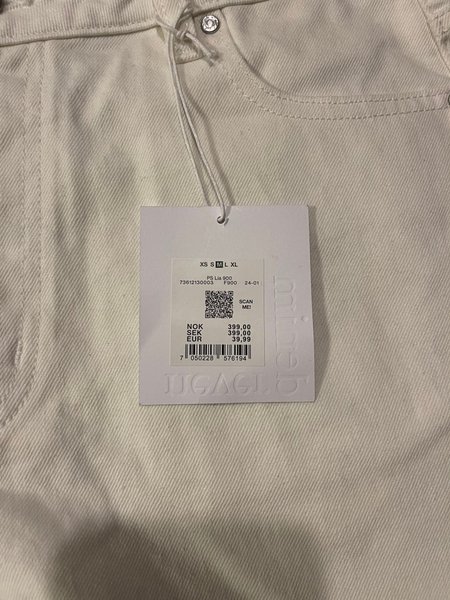 XS S M L XL
PS Lia 900
73612130003 F900 24-01
SCAN
ME!
NOK 399,00
SEK 399,00
EUR 39,99
7 050228 576194
never